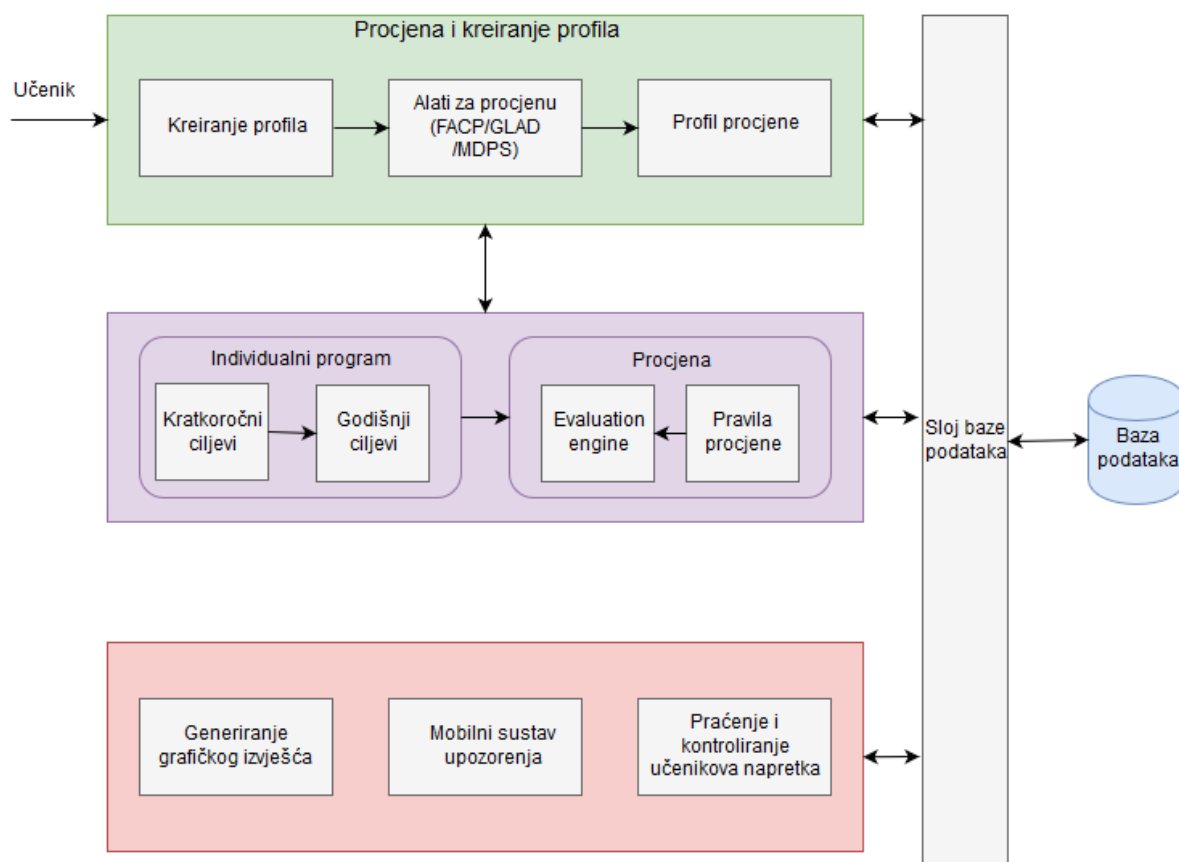 Procjena i kreiranje profila
Učenik
Kreiranje profila
Alati za procjenu
(FACP/GLAD
/MDPS)
Profil procjene
Individualni program
Kratkoročni
ciljevi
Godišnji
ciljevi
Procjena
Evaluation
engine
Pravila
procjene
Sloj baze
podataka
Baza
podataka
Generiranje
grafičkog izvješća
Mobilni sustav
upozorenja
Praćenje i
kontroliranje
učenikova napretka